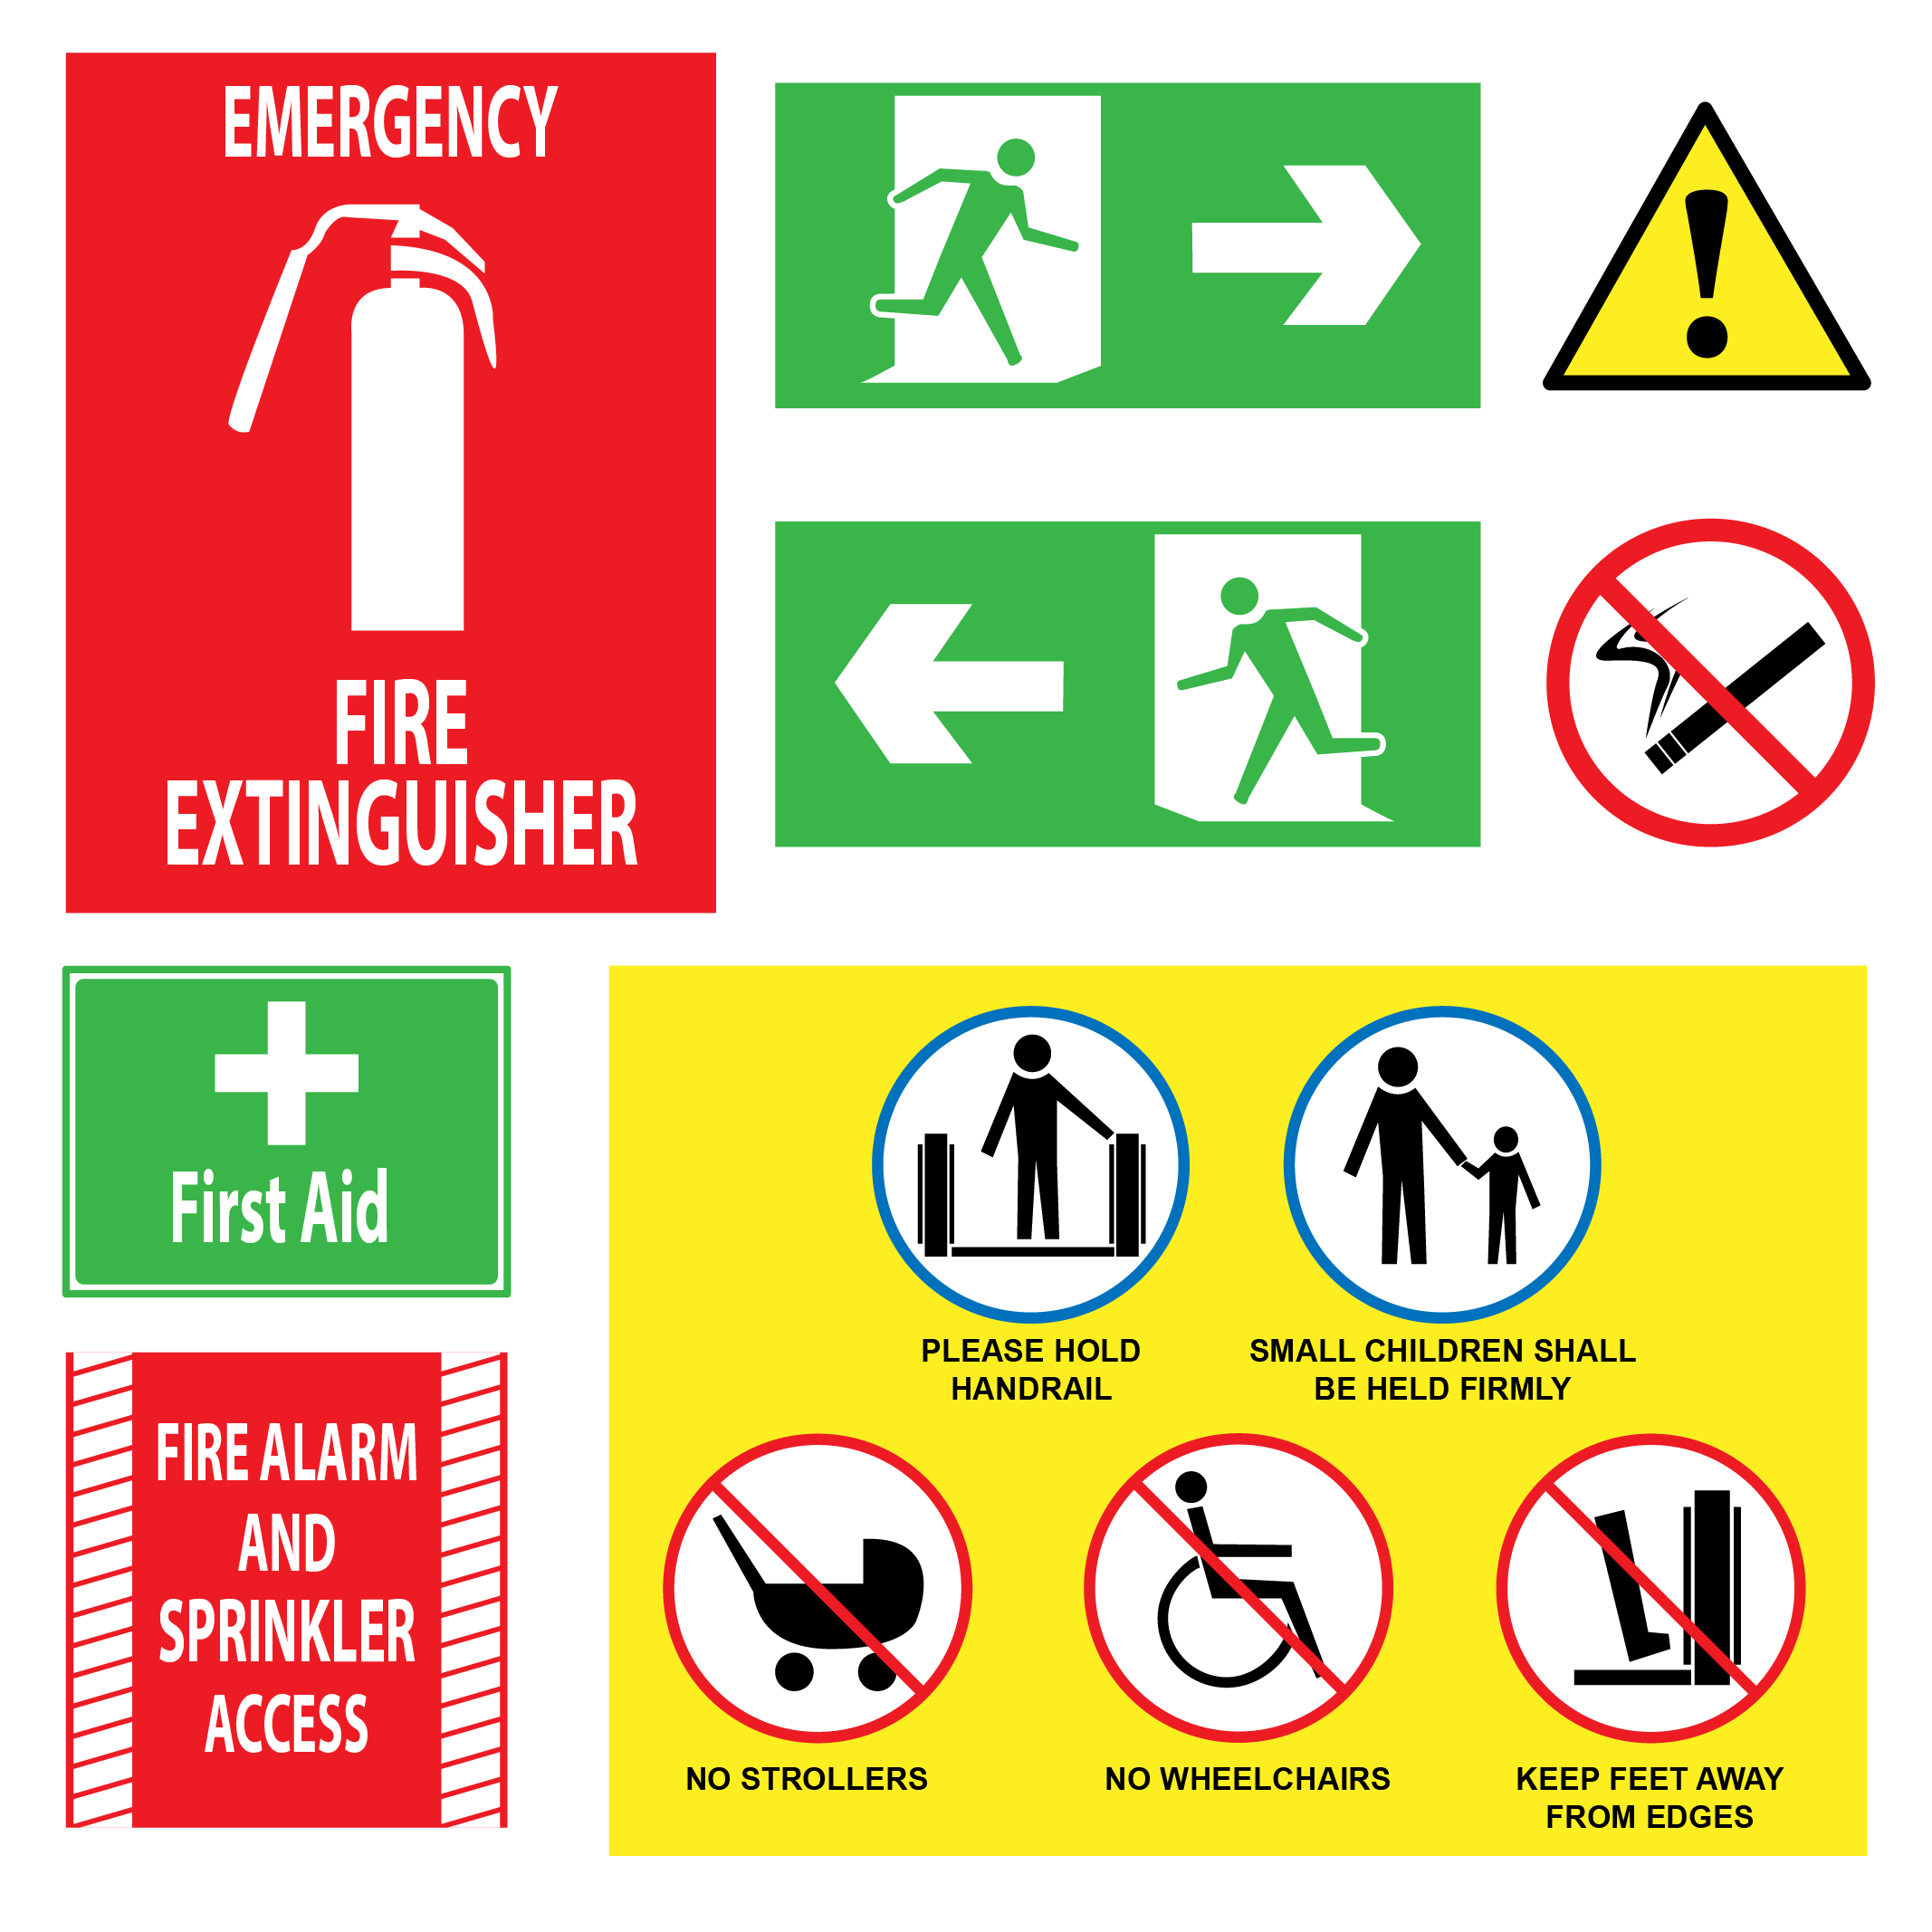 EMERGENCY
FIRE
EXTINGUISHER
First Aid
FIRE ALARM
AND
SPRINKLER
ACCESS
PLEASE HOLD
HANDRAIL
SMALL CHILDREN SHALL
BE HELD FIRMLY
NO STROLLERS
NO WHEELCHAIRS
KEEP FEET AWAY
FROM EDGES